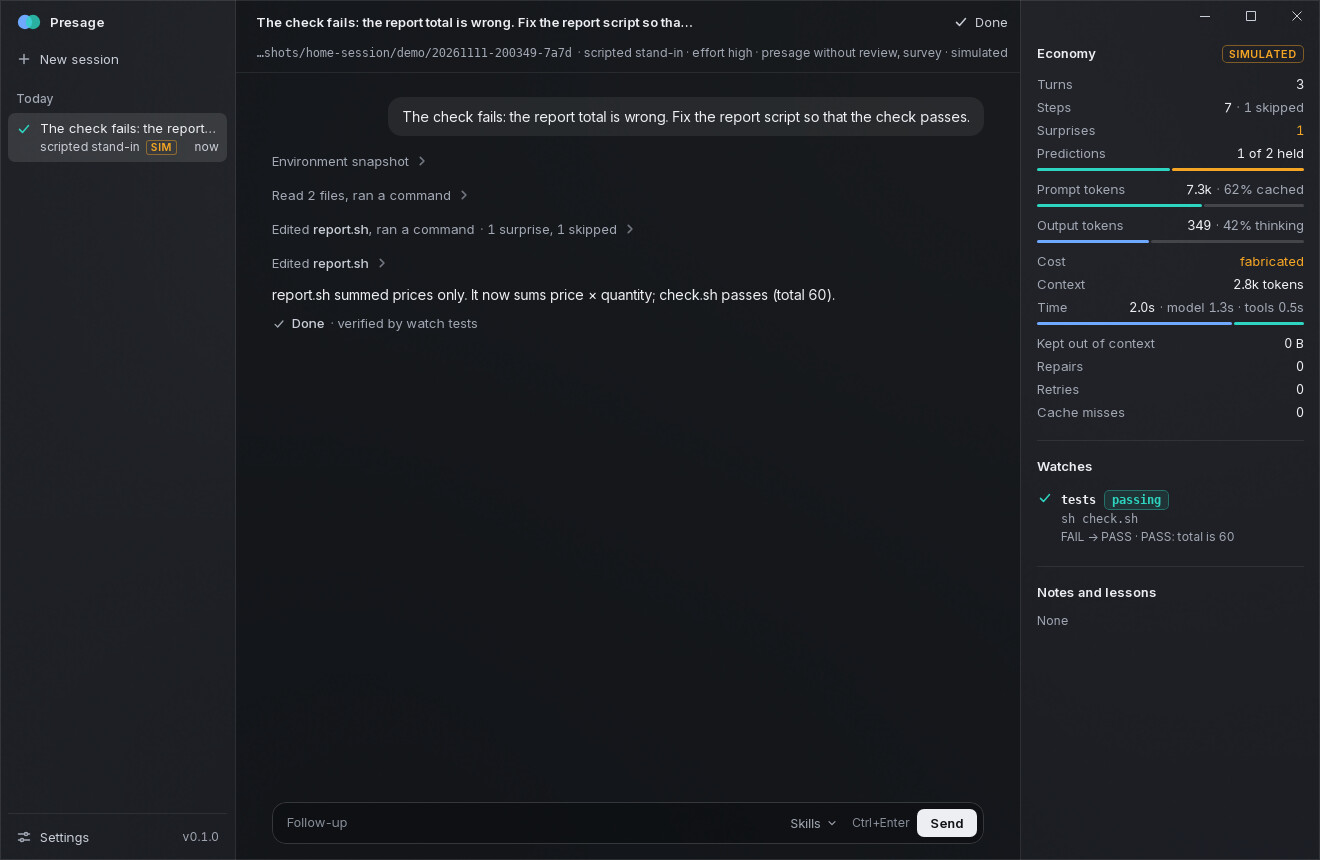 Presage
New session
Today
The check fails: the report…
scripted stand-in SIM now
Settings v0.1.0
The check fails: the report total is wrong. Fix the report script so tha… Done
…shots/home-session/demo/20261111-200349-7a7d · scripted stand-in · effort high · presage without review, survey · simulated
The check fails: the report total is wrong. Fix the report script so that the check passes.
Environment snapshot
Read 2 files, ran a command
Edited report.sh, ran a command · 1 surprise, 1 skipped
Edited report.sh
report.sh summed prices only. It now sums price × quantity; check.sh passes (total 60).
Done · verified by watch tests
Follow-up Skills Ctrl+Enter Send
Economy SIMULATED
Turns 3
Steps 7 · 1 skipped
Surprises 1
Predictions 1 of 2 held
Prompt tokens 7.3k · 62% cached
Output tokens 349 · 42% thinking
Cost fabricated
Context 2.8k tokens
Time 2.0s · model 1.3s · tools 0.5s
Kept out of context 0 B
Repairs 0
Retries 0
Cache misses 0
Watches
tests passing
sh check.sh
FAIL → PASS · PASS: total is 60
Notes and lessons
None